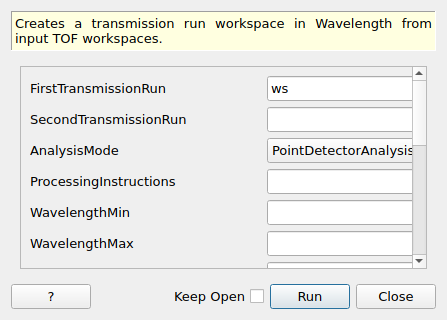 Creates a transmission run workspace in Wavelength from
input TOF workspaces.
FirstTransmissionRun ws
SecondTransmissionRun
AnalysisMode PointDetectorAnalysis
ProcessingInstructions
WavelengthMin
WavelengthMax
? Keep Open Run Close